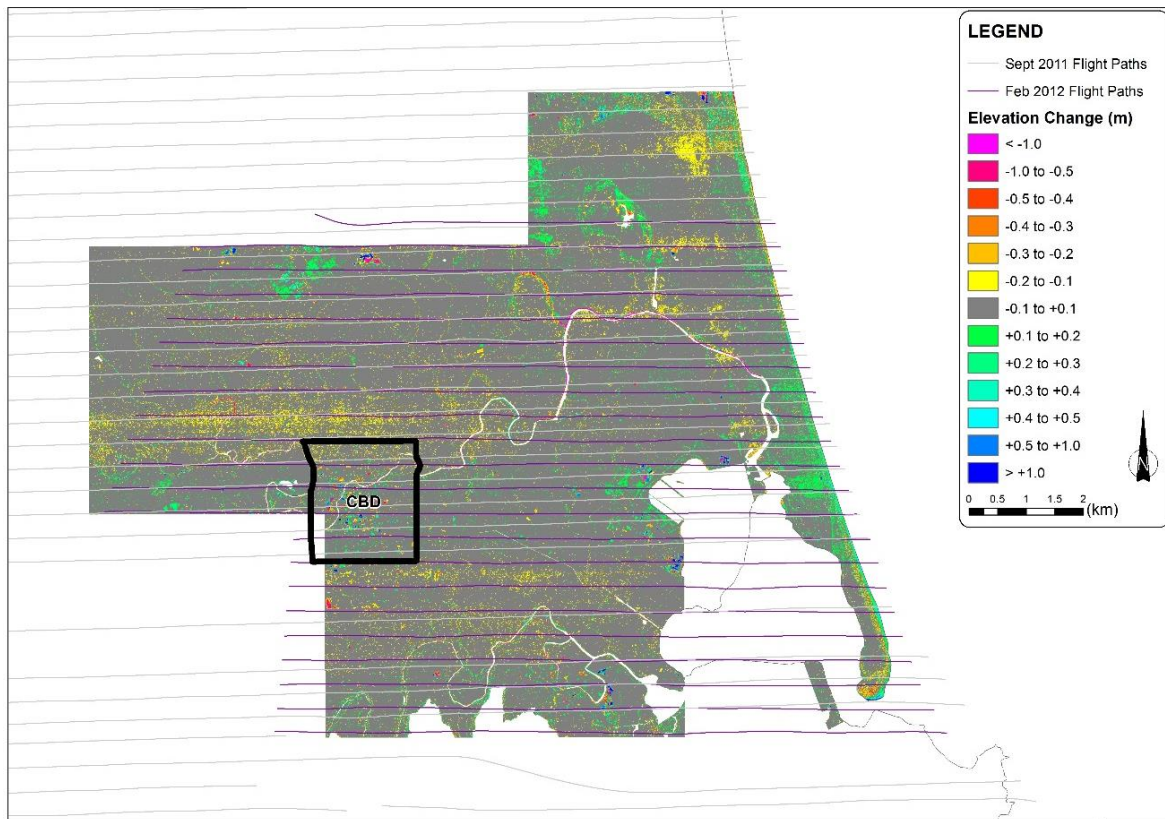 LEGEND
Sept 2011 Flight Paths
Feb 2012 Flight Paths
Elevation Change (m)
< -1.0
-1.0 to -0.5
-0.5 to -0.4
-0.4 to -0.3
-0.3 to -0.2
-0.2 to -0.1
-0.1 to +0.1
+0.1 to +0.2
+0.2 to +0.3
+0.3 to +0.4
+0.4 to +0.5
+0.5 to +1.0
> +1.0
N
0 0.5 1 1.5 2
(km)
CBD